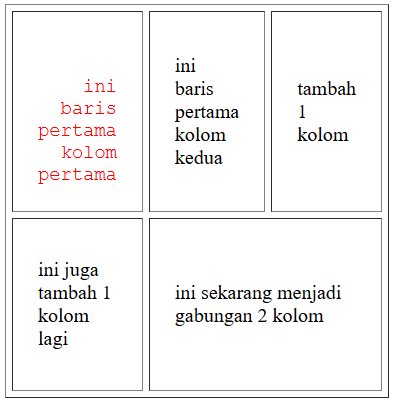 ini
baris
pertama
kolom
pertama
ini
baris
pertama
kolom
kedua
tambah
1
kolom
ini juga
tambah 1
kolom
lagi
ini sekarang menjadi
gabungan 2 kolom